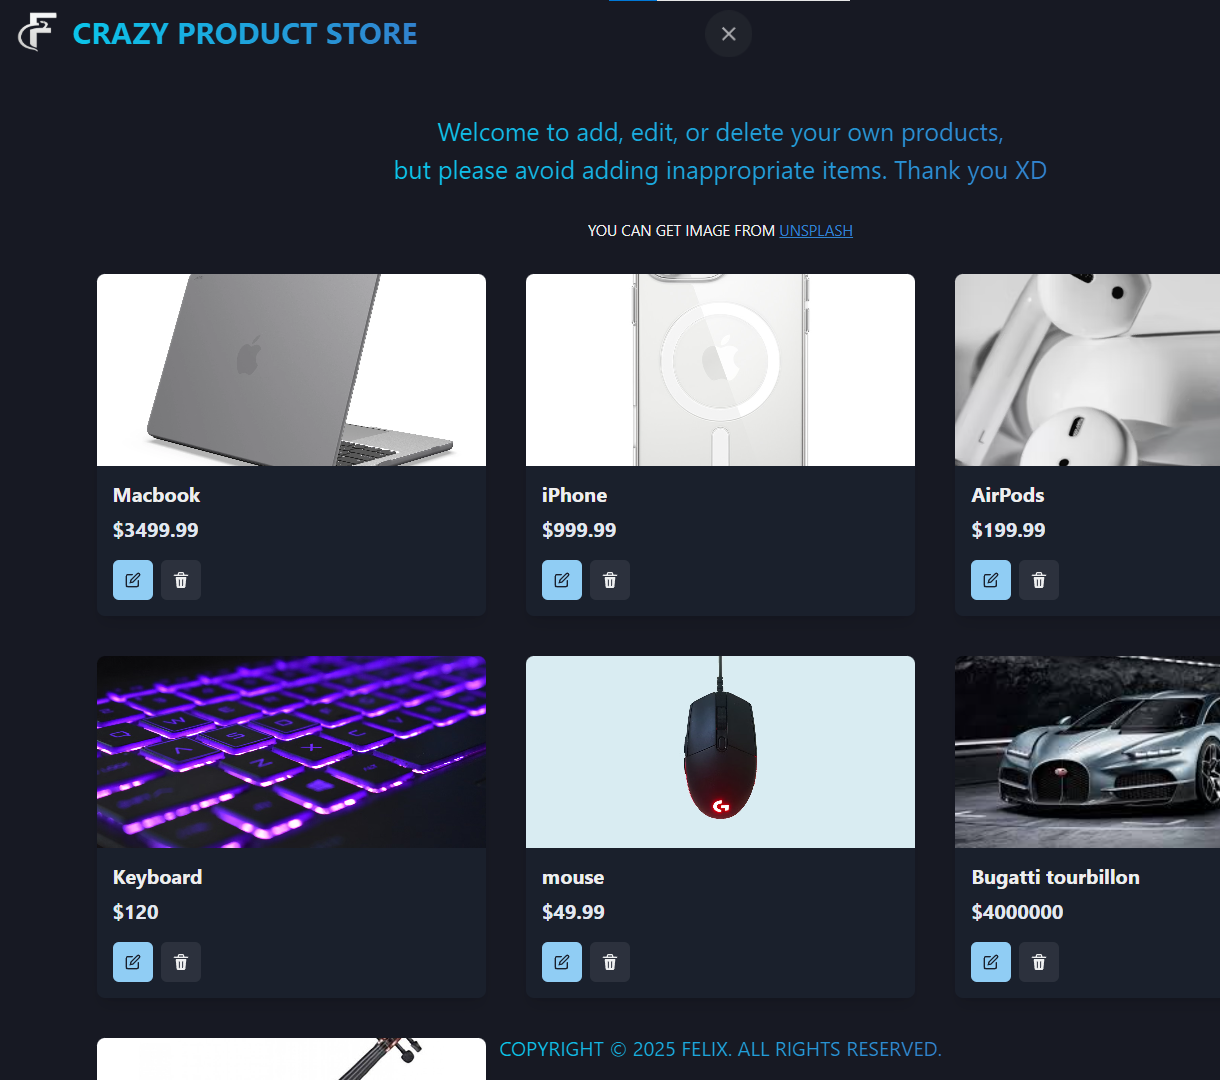 CRAZY PRODUCT STORE
Welcome to add, edit, or delete your own products,
but please avoid adding inappropriate items. Thank you XD
YOU CAN GET IMAGE FROM UNSPLASH
Macbook
$3499.99
iPhone
$999.99
AirPods
$199.99
Keyboard
$120
mouse
$49.99
Bugatti tourbillon
$4000000
COPYRIGHT © 2025 FELIX. ALL RIGHTS RESERVED.